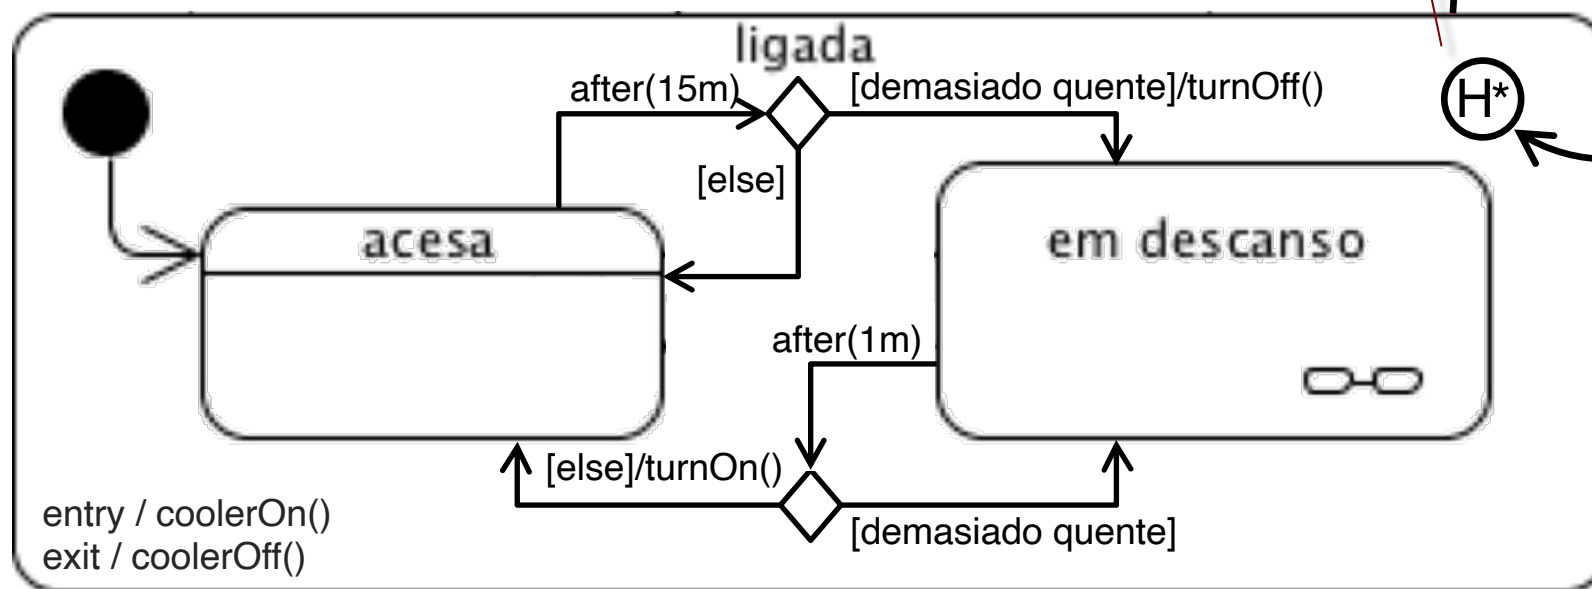 ligada
after(15m)
[demasiado quente]/turnOff()
H*
[else]
acesa
em descanso
after(1m)
[else]/turnOn()
[demasiado quente]
entry / coolerOn()
exit / coolerOff()